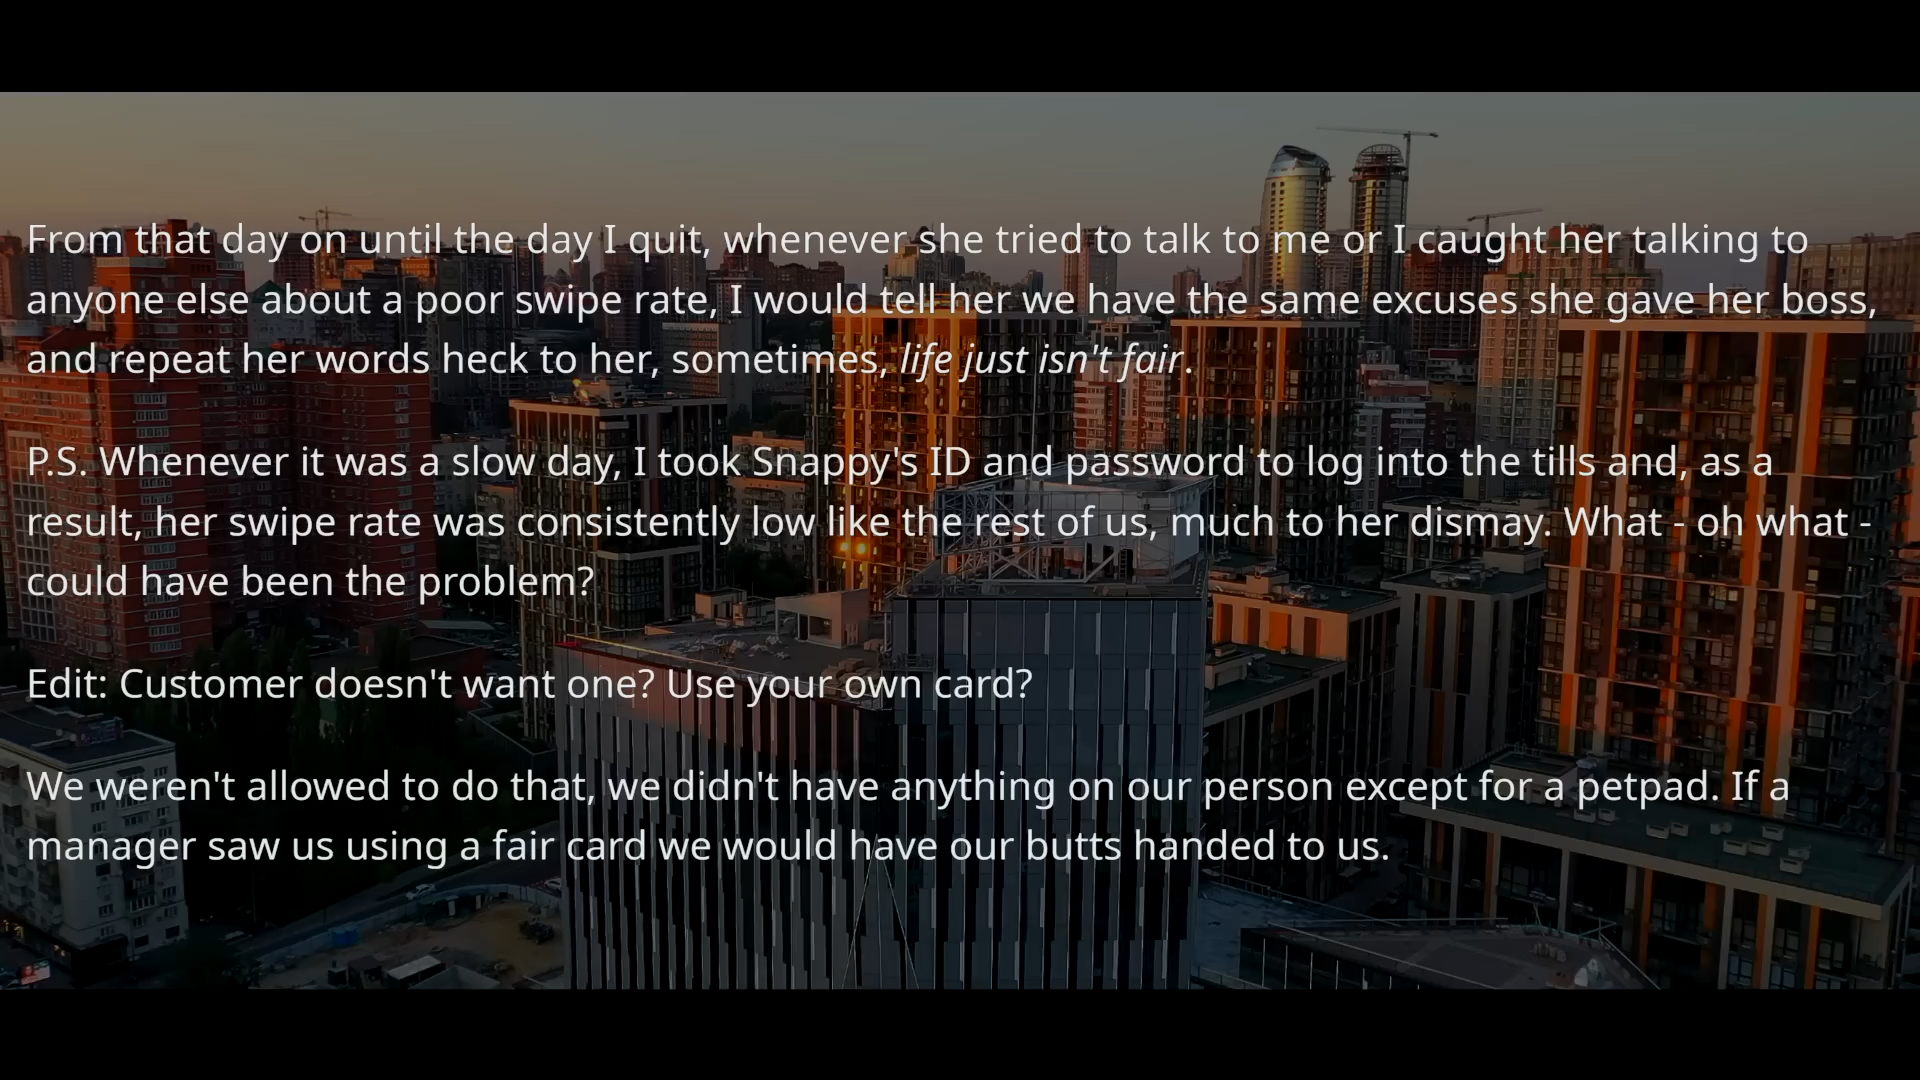 From that day on until the day I quit, whenever she tried to talk to me or I caught her talking to
anyone else about a poor swipe rate, I would tell her we have the same excuses she gave her boss,
and repeat her words heck to her, sometimes, life just isn't fair.
P.S. Whenever it was a slow day, I took Snappy's ID and password to log into the tills and, as a
result, her swipe rate was consistently low like the rest of us, much to her dismay. What - oh what -
could have been the problem?
Edit: Customer doesn't want one? Use your own card?
We weren't allowed to do that, we didn't have anything on our person except for a petpad. If a
manager saw us using a fair card we would have our butts handed to us.